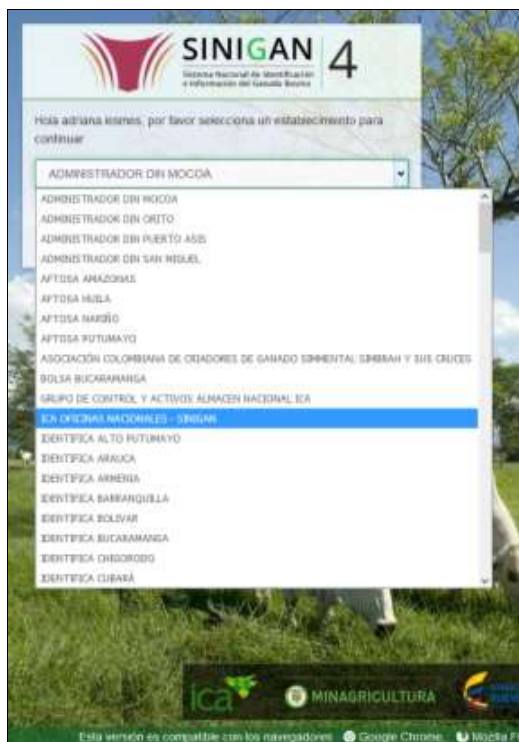 SINIGAN 4
Sistema Nacional de Identificación
e Información del Ganado Bovino
Hola adriana lesmes, por favor selecciona un establecimiento para
continuar
ADMINISTRADOR DIN MOCOA
ADMINISTRADOR DIN MOCOA
ADMINISTRADOR DIN ORITO
ADMINISTRADOR DIN PUERTO ASIS
ADMINISTRADOR DIN SAN MIGUEL
AFTOSA AMAZONAS
AFTOSA HUILA
AFTOSA NARIÑO
AFTOSA PUTUMAYO
ASOCIACIÓN COLOMBIANA DE CRIADORES DE GANADO SIMMENTAL SIMBRAH Y SUS CRUCES
BOLSA BUCARAMANGA
GRUPO DE CONTROL Y ACTIVOS ALMACEN NACIONAL ICA
ICA OFICINAS NACIONALES - SINIGAN
IDENTIFICA ALTO PUTUMAYO
IDENTIFICA ARAUCA
IDENTIFICA ARMENIA
IDENTIFICA BARRANQUILLA
IDENTIFICA BOLIVAR
IDENTIFICA BUCARAMANGA
IDENTIFICA CHIGORODO
IDENTIFICA CUBARÁ
ica MINAGRICULTURA
Esta versión es compatible con los navegadores Google Chrome Mozilla